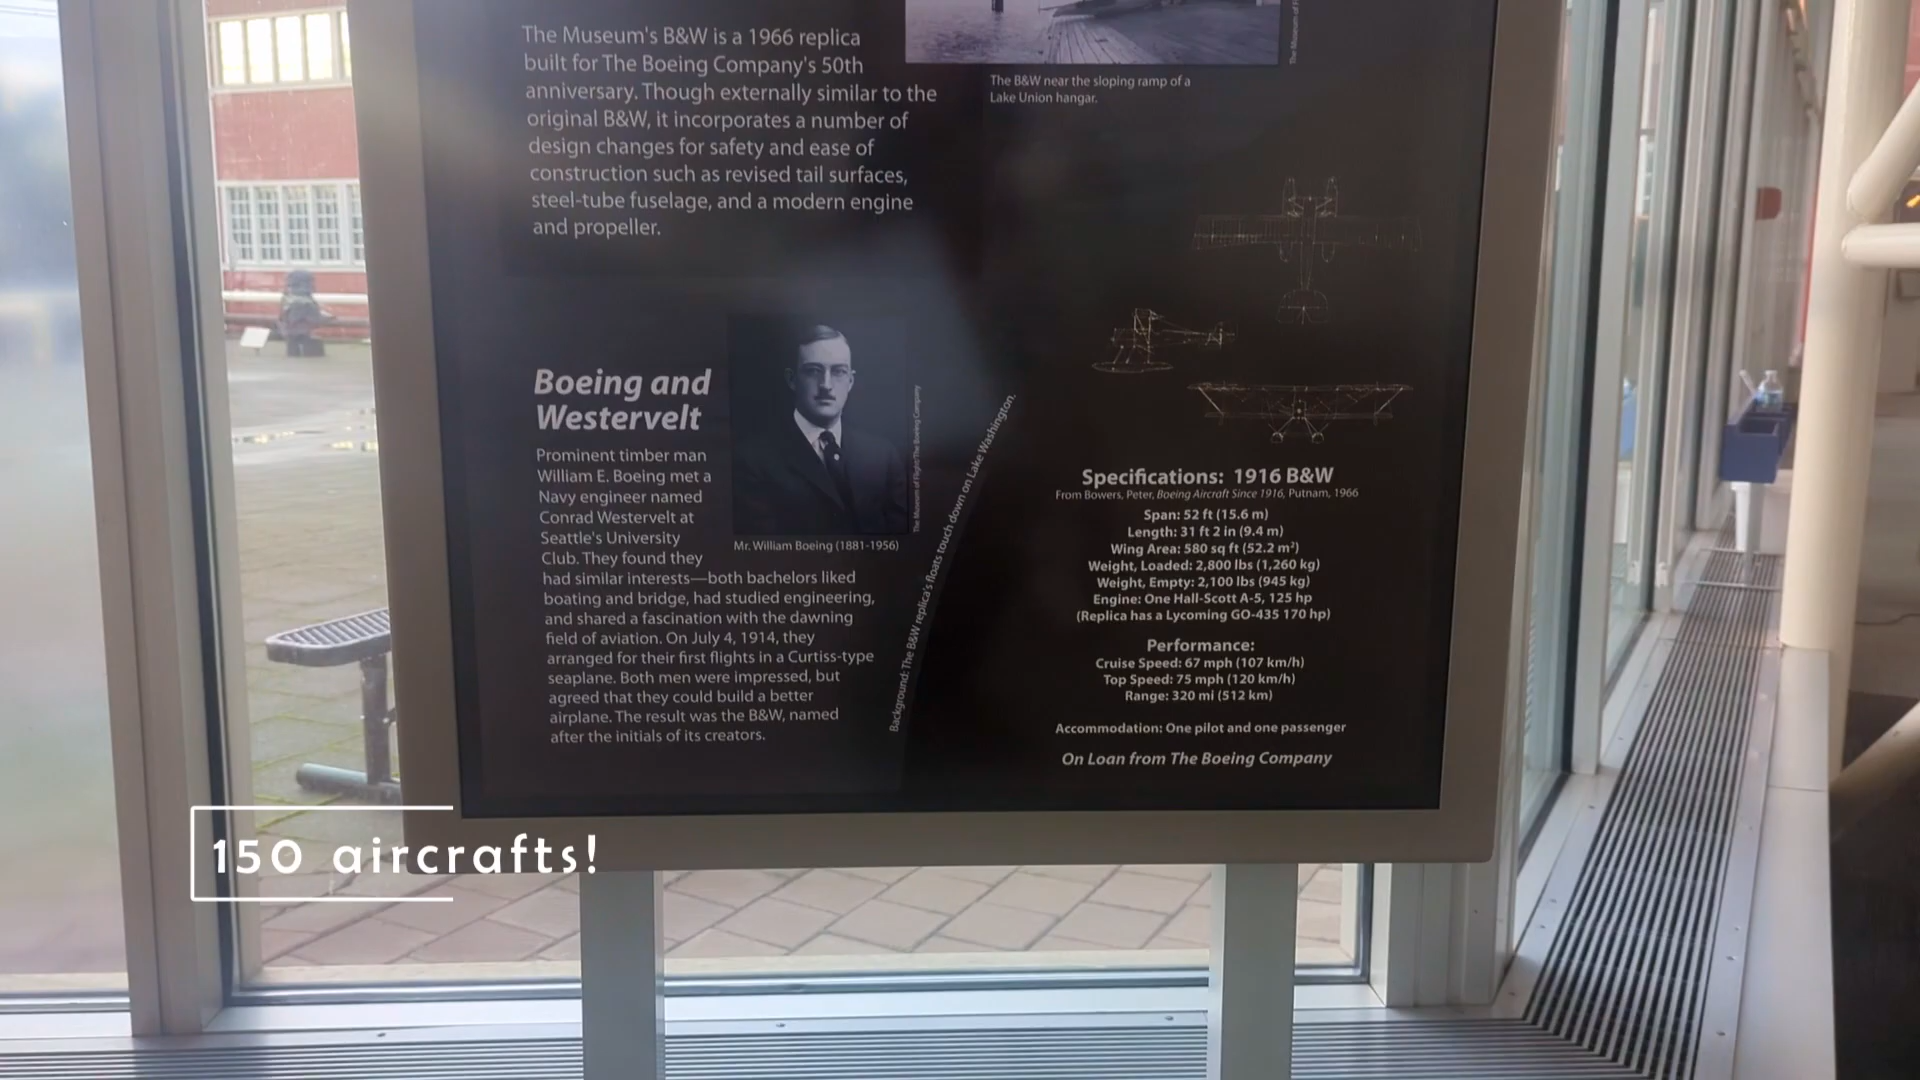 The Museum's B&W is a 1966 replica
built for The Boeing Company's 50th
anniversary. Though externally similar to the
original B&W, it incorporates a number of
design changes for safety and ease of
construction such as revised tail surfaces,
steel-tube fuselage, and a modern engine
and propeller.
The B&W near the sloping ramp of a
Lake Union hangar.
The Museum of
Boeing and
Westervelt
Prominent timber man
William E. Boeing met a
Navy engineer named
Conrad Westervelt at
Seattle's University
Club. They found they
had similar interests—both bachelors liked
boating and bridge, had studied engineering,
and shared a fascination with the dawning
field of aviation. On July 4, 1914, they
arranged for their first flights in a Curtiss-type
seaplane. Both men were impressed, but
agreed that they could build a better
airplane. The result was the B&W, named
after the initials of its creators.
The Museum of Flight/The Boeing Company
Mr. William Boeing (1881-1956)
Background: The B&W replica's floats touch down on Lake Washington.
Specifications: 1916 B&W
From Bowers, Peter, Boeing Aircraft Since 1916, Putnam, 1966
Span: 52 ft (15.6 m)
Length: 31 ft 2 in (9.4 m)
Wing Area: 580 sq ft (52.2 m²)
Weight, Loaded: 2,800 lbs (1,260 kg)
Weight, Empty: 2,100 lbs (945 kg)
Engine: One Hall-Scott A-5, 125 hp
(Replica has a Lycoming GO-435 170 hp)
Performance:
Cruise Speed: 67 mph (107 km/h)
Top Speed: 75 mph (120 km/h)
Range: 320 mi (512 km)
Accommodation: One pilot and one passenger
On Loan from The Boeing Company
150 aircrafts!